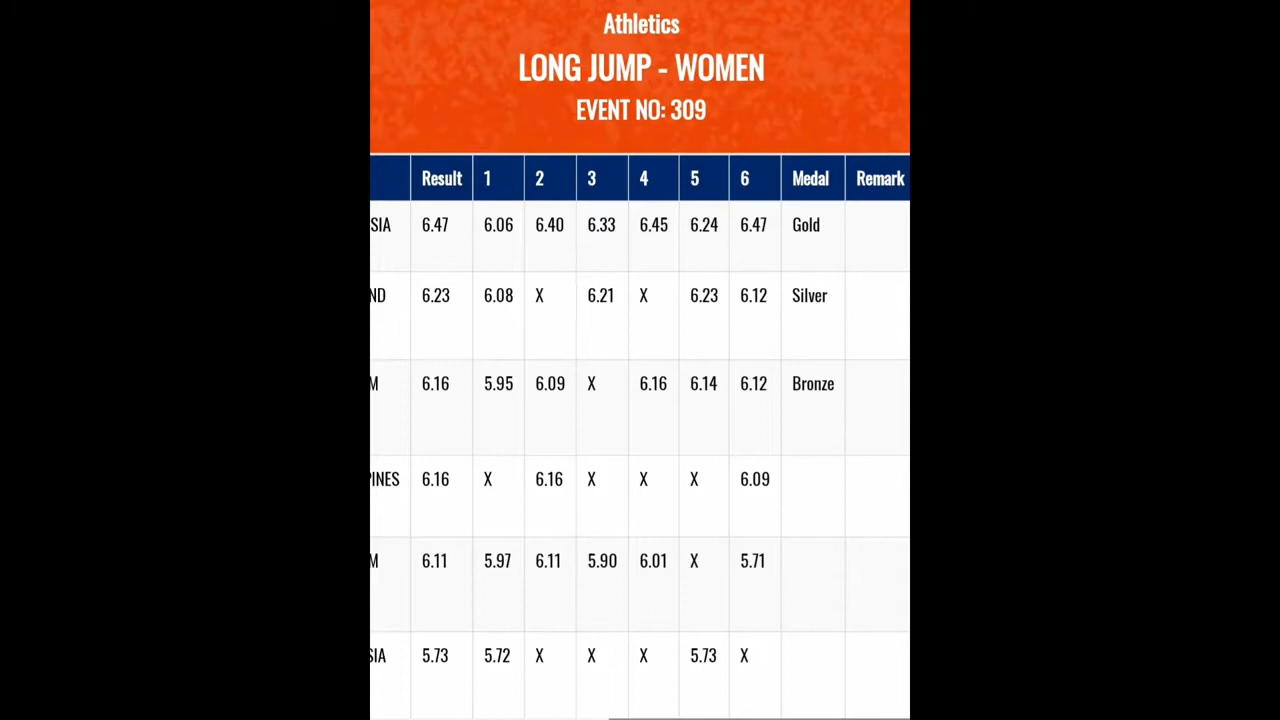 Athletics
LONG JUMP - WOMEN
EVENT NO: 309
Result 1 2 3 4 5 6 Medal Remark
SIA 6.47 6.06 6.40 6.33 6.45 6.24 6.47 Gold
ND 6.23 6.08 X 6.21 X 6.23 6.12 Silver
M 6.16 5.95 6.09 X 6.16 6.14 6.12 Bronze
PINES 6.16 X 6.16 X X X 6.09
M 6.11 5.97 6.11 5.90 6.01 X 5.71
SIA 5.73 5.72 X X X 5.73 X